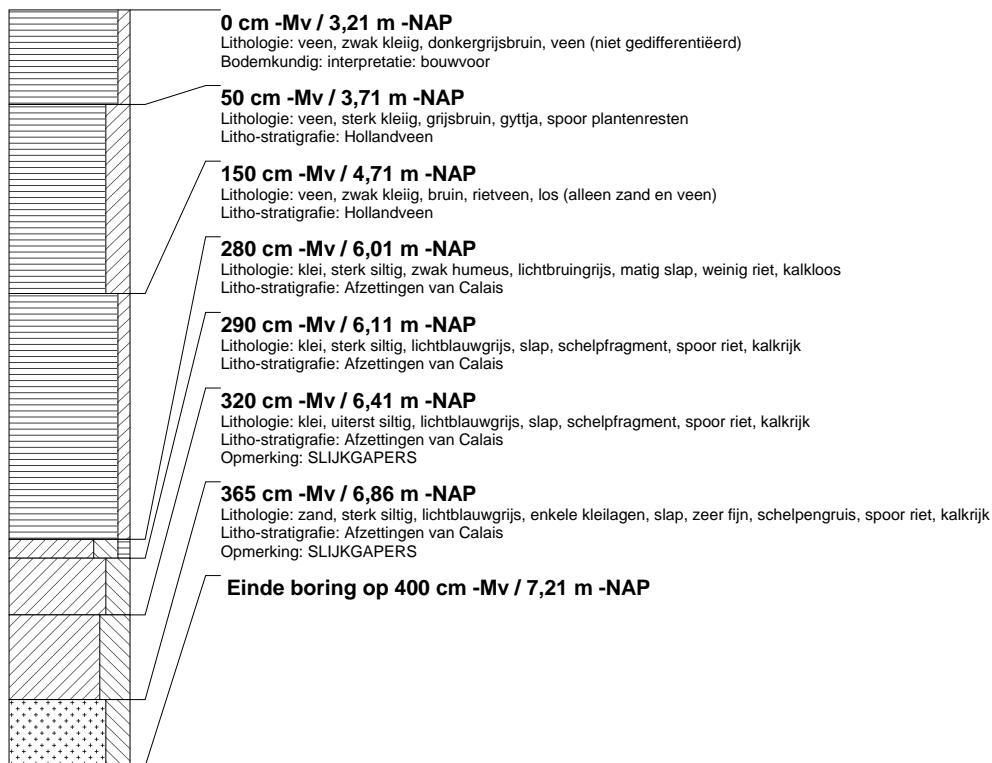 0 cm -Mv / 3,21 m -NAP
Lithologie: veen, zwak kleiig, donkergrijsbruin, veen (niet gedifferentiëerd)
Bodemkundig: interpretatie: bouwvoor
50 cm -Mv / 3,71 m -NAP
Lithologie: veen, sterk kleiig, grijsbruin, gyttja, spoor plantenresten
Litho-stratigrafie: Hollandveen
150 cm -Mv / 4,71 m -NAP
Lithologie: veen, zwak kleiig, bruin, rietveen, los (alleen zand en veen)
Litho-stratigrafie: Hollandveen
280 cm -Mv / 6,01 m -NAP
Lithologie: klei, sterk siltig, zwak humeus, lichtbruingrijs, matig slap, weinig riet, kalkloos
Litho-stratigrafie: Afzettingen van Calais
290 cm -Mv / 6,11 m -NAP
Lithologie: klei, sterk siltig, lichtblauwgrijs, slap, schelpfragment, spoor riet, kalkrijk
Litho-stratigrafie: Afzettingen van Calais
320 cm -Mv / 6,41 m -NAP
Lithologie: klei, uiterst siltig, lichtblauwgrijs, slap, schelpfragment, spoor riet, kalkrijk
Litho-stratigrafie: Afzettingen van Calais
Opmerking: SLIJKGAPERS
365 cm -Mv / 6,86 m -NAP
Lithologie: zand, sterk siltig, lichtblauwgrijs, enkele kleilagen, slap, zeer fijn, schelpengruis, spoor riet, kalkrijk
Litho-stratigrafie: Afzettingen van Calais
Opmerking: SLIJKGAPERS
Einde boring op 400 cm -Mv / 7,21 m -NAP